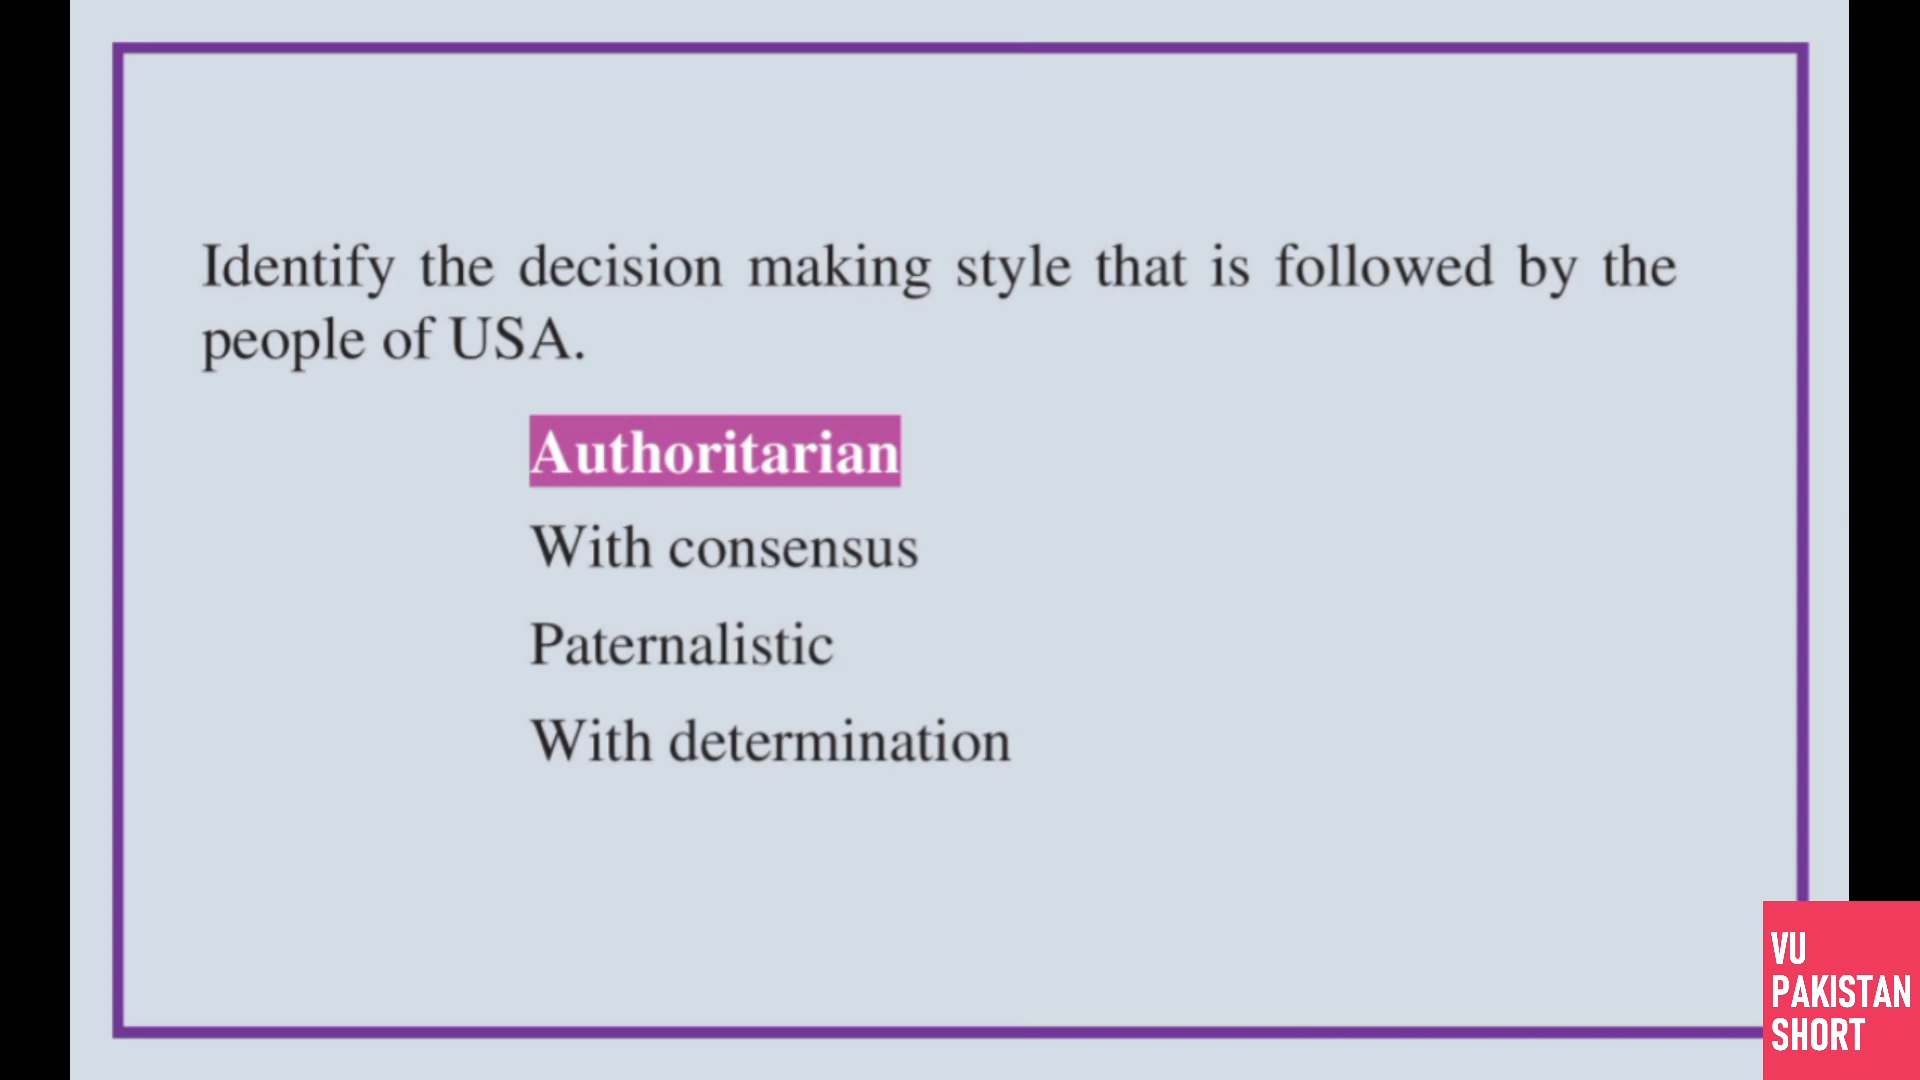 Identify the decision making style that is followed by the
people of USA.
Authoritarian
With consensus
Paternalistic
With determination
VU
PAKISTAN
SHORT